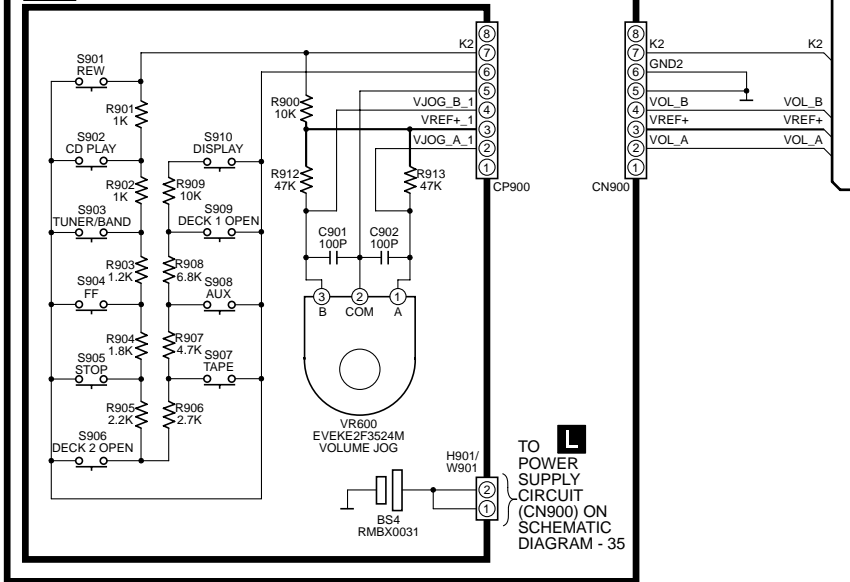 S901
REW
R901
1K
S902
CD PLAY
R902
1K
S903
TUNER/BAND
R903
1.2K
S904
FF
R904
1.8K
S905
STOP
R905
2.2K
S906
DECK 2 OPEN
S910
DISPLAY
R909
10K
S909
DECK 1 OPEN
R908
6.8K
S908
AUX
R907
4.7K
S907
TAPE
R906
2.7K
R900
10K
R912
47K
R913
47K
C901
100P
C902
100P
3
2
1
B
COM
A
VR600
EVEKE2F3524M
VOLUME JOG
K2
VJOG_B_1
VREF+_1
VJOG_A_1
8
7
6
5
4
3
2
1
CP900
8
7
6
5
4
3
2
1
CN900
K2
GND2
VOL_B
VREF+
VOL_A
K2
VOL_B
VREF+
VOL_A
H901/
W901
2
1
BS4
RMBX0031
TO L
POWER
SUPPLY
CIRCUIT
(CN900) ON
SCHEMATIC
DIAGRAM - 35